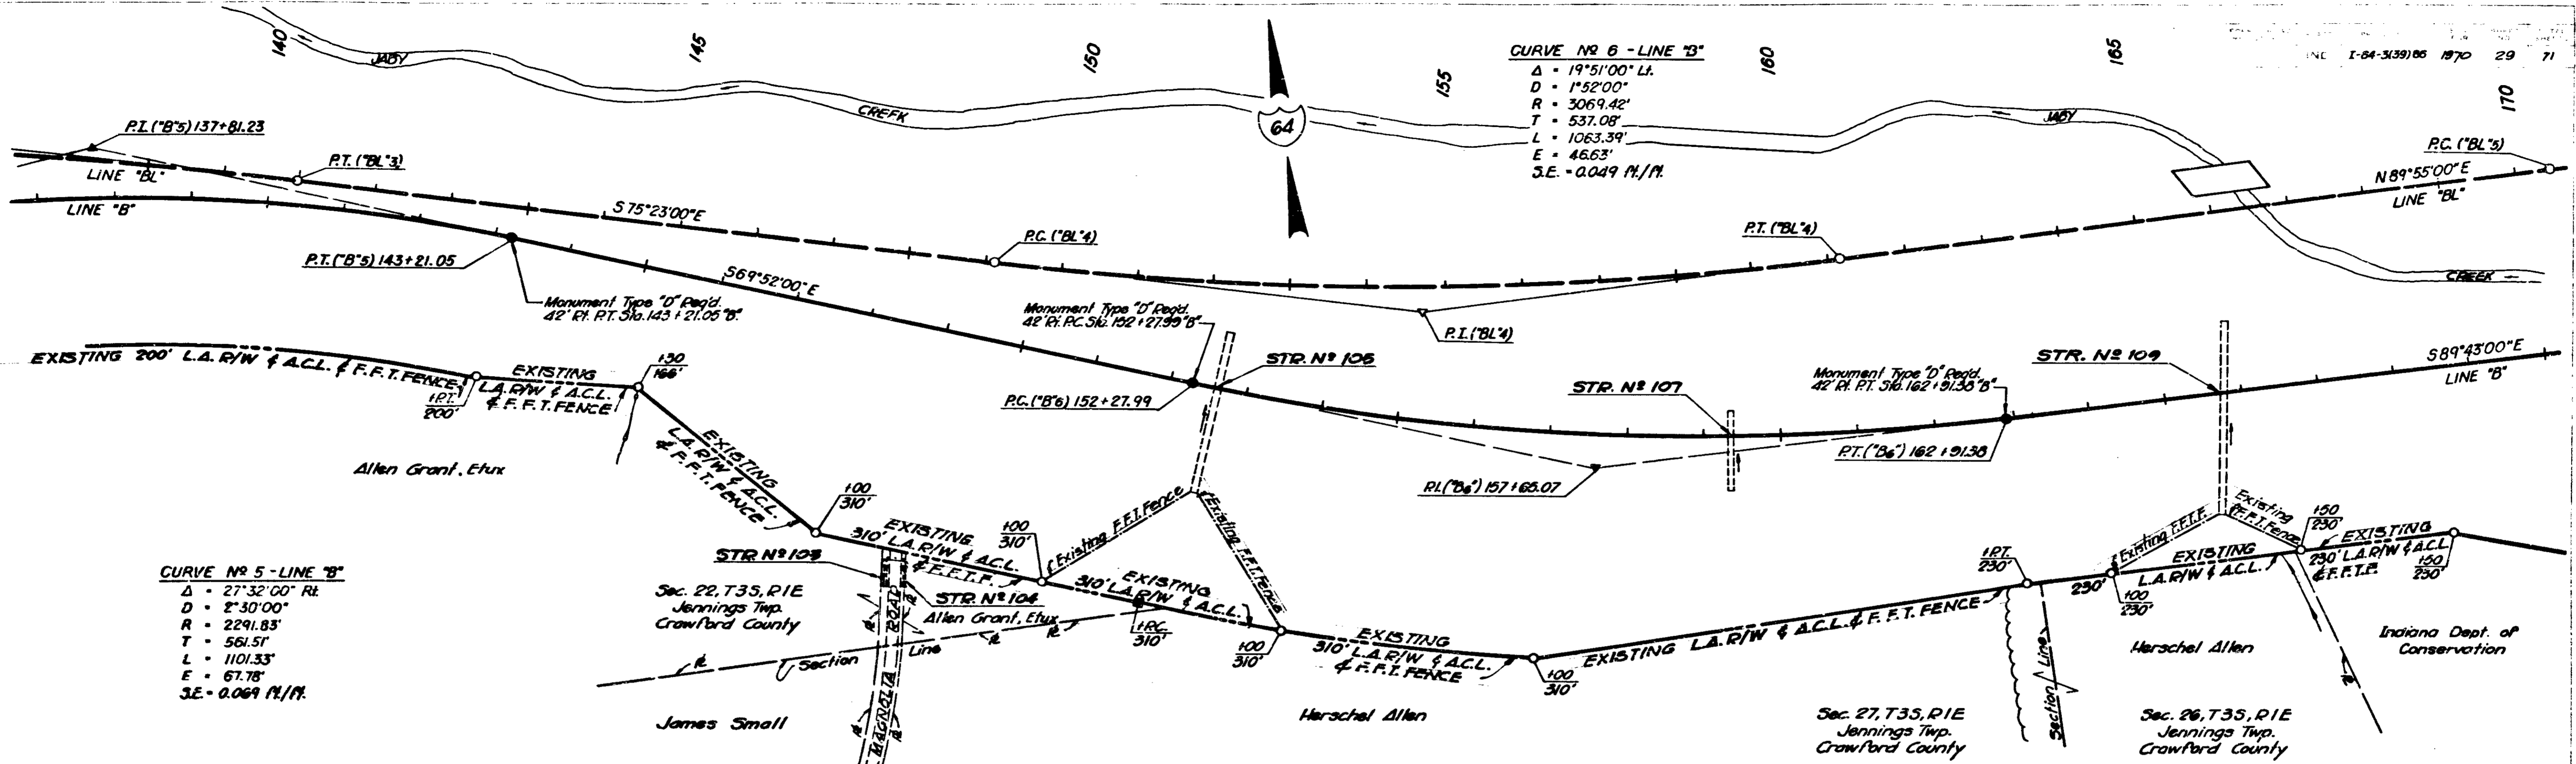 140
145
150
155
160
165
170
I-64-3(39)86 1970 29 71
JABY
CREEK
JABY
CREEK
64
CURVE Nº 6 - LINE "B"
Δ = 19°51'00" Lt.
D = 1°52'00"
R = 3069.42'
T = 537.08'
L = 1063.39'
E = 46.63'
S.E. = 0.049 Ft./Ft.
P.I. ("B"5) 137+81.23
LINE "BL"
P.T. ("BL"3)
LINE "B"
S 75°23'00" E
P.T. ("B"5) 143+21.05
Monument Type "D" Req'd.
42' Rt. P.T. Sta. 143+21.05 "B"
S 69°52'00" E
P.C. ("BL"4)
P.I. ("BL"4)
P.T. ("BL"4)
N 89°55'00" E
LINE "BL"
P.C. ("BL"5)
Monument Type "D" Req'd.
42' Rt. P.C. Sta. 152+27.99 "B"
P.C. ("B"6) 152+27.99
STR. Nº 106
STR. Nº 107
P.I. ("B6") 157+65.07
Monument Type "D" Req'd.
42' Rt. P.T. Sta. 162+91.38 "B"
P.T. ("B6") 162+91.38
STR. Nº 109
S 89°43'00" E
LINE "B"
EXISTING 200' L.A. R/W & A.C.L. & F.F.T. FENCE
+P.T.
200'
EXISTING
L.A. R/W & A.C.L.
& F.F.T. FENCE
+50
166'
EXISTING
L.A. R/W & A.C.L.
& F.F.T. FENCE
Allen Grant, Etux
+00
310'
EXISTING
310' L.A. R/W & A.C.L.
& F.F.T.F.
+00
310'
Existing F.F.T. Fence
Existing F.F.T. Fence
EXISTING
310' L.A. R/W & A.C.L.
+P.C.
310'
+00
310'
EXISTING
310' L.A. R/W & A.C.L.
& F.F.T. FENCE
+00
310'
EXISTING L.A. R/W & A.C.L. & F.F.T. FENCE
+P.T.
230'
230'
+00
230'
Existing F.F.T.F.
Existing
F.F.T. Fence
EXISTING
L.A. R/W & A.C.L.
+50
230'
EXISTING
230' L.A. R/W & A.C.L.
& F.F.T.F.
+50
230'
CURVE Nº 5 - LINE "B"
Δ = 27°32'00" Rt.
D = 2°30'00"
R = 2291.83'
T = 561.51'
L = 1101.33'
E = 67.78'
S.E. = 0.069 Ft./Ft.
STR. Nº 103
STR. Nº 104
Sec. 22, T3S, R1E
Jennings Twp.
Crawford County
Allen Grant, Etux
Section Line
MAGNOLIA ROAD
James Small
Herschel Allen
Section Line
Herschel Allen
Indiana Dept. of
Conservation
Sec. 27, T3S, R1E
Jennings Twp.
Crawford County
Sec. 26, T3S, R1E
Jennings Twp.
Crawford County